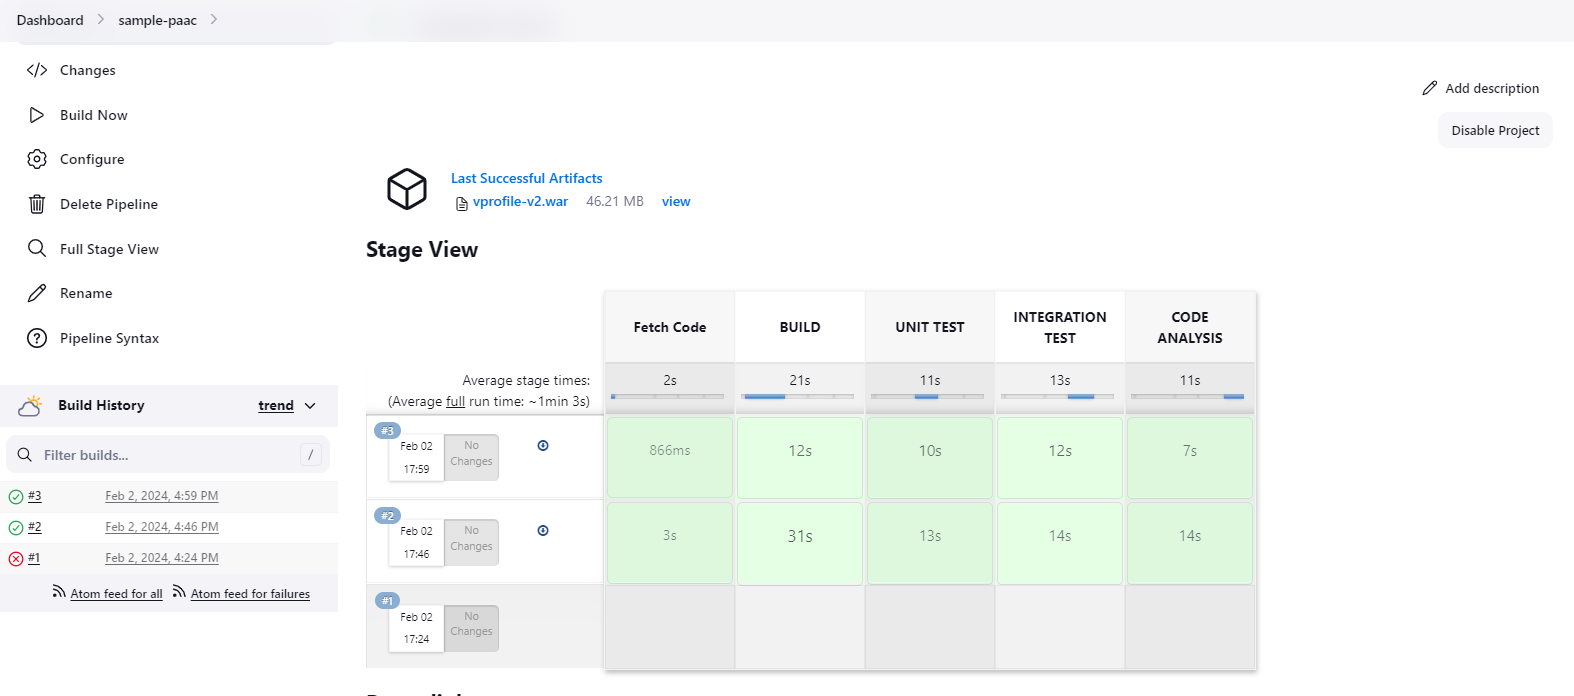 Dashboard
sample-paac
Changes
Build Now
Configure
Delete Pipeline
Full Stage View
Rename
Pipeline Syntax
Build History
trend
Filter builds...
/
#3
Feb 2, 2024, 4:59 PM
#2
Feb 2, 2024, 4:46 PM
#1
Feb 2, 2024, 4:24 PM
Atom feed for all
Atom feed for failures
Add description
Disable Project
Last Successful Artifacts
vprofile-v2.war 46.21 MB view
Stage View
Fetch Code
BUILD
UNIT TEST
INTEGRATION
TEST
CODE
ANALYSIS
Average stage times:
(Average full run time: ~1min 3s)
2s
21s
11s
13s
11s
#3
Feb 02
17:59
No
Changes
866ms
12s
10s
12s
7s
#2
Feb 02
17:46
No
Changes
3s
31s
13s
14s
14s
#1
Feb 02
17:24
No
Changes